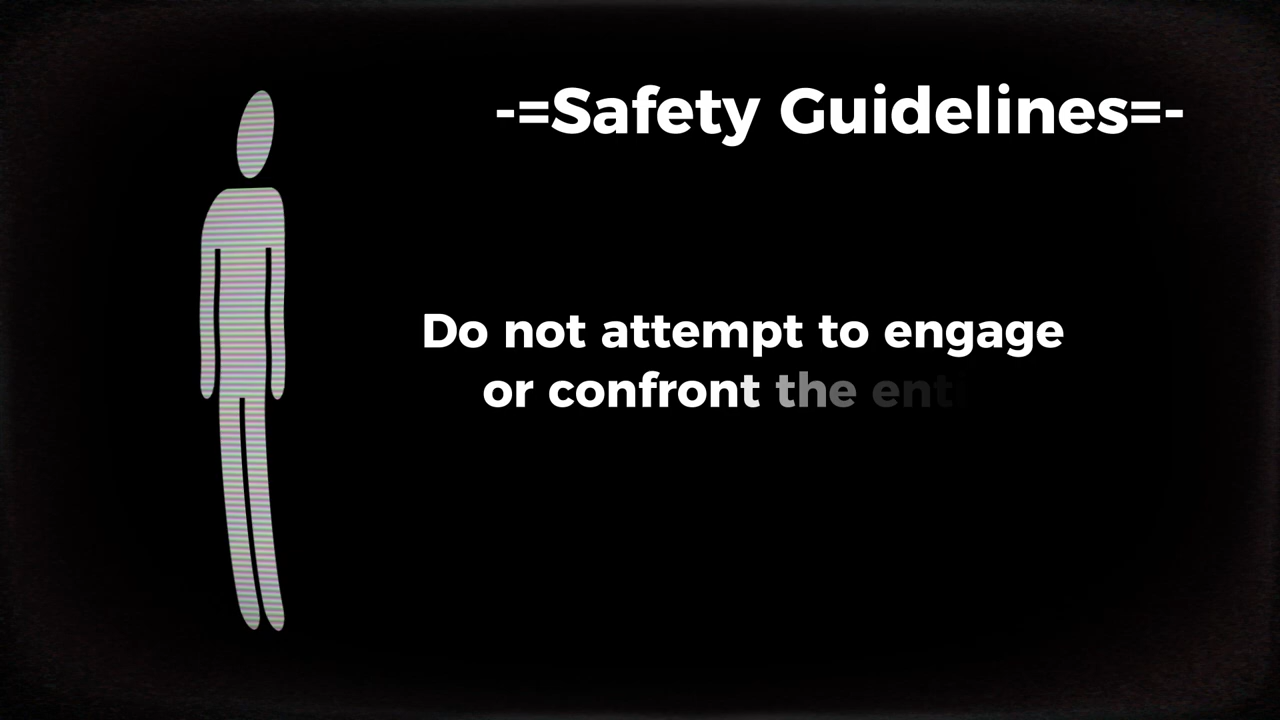 -=Safety Guidelines=-
Do not attempt to engage
or confront the